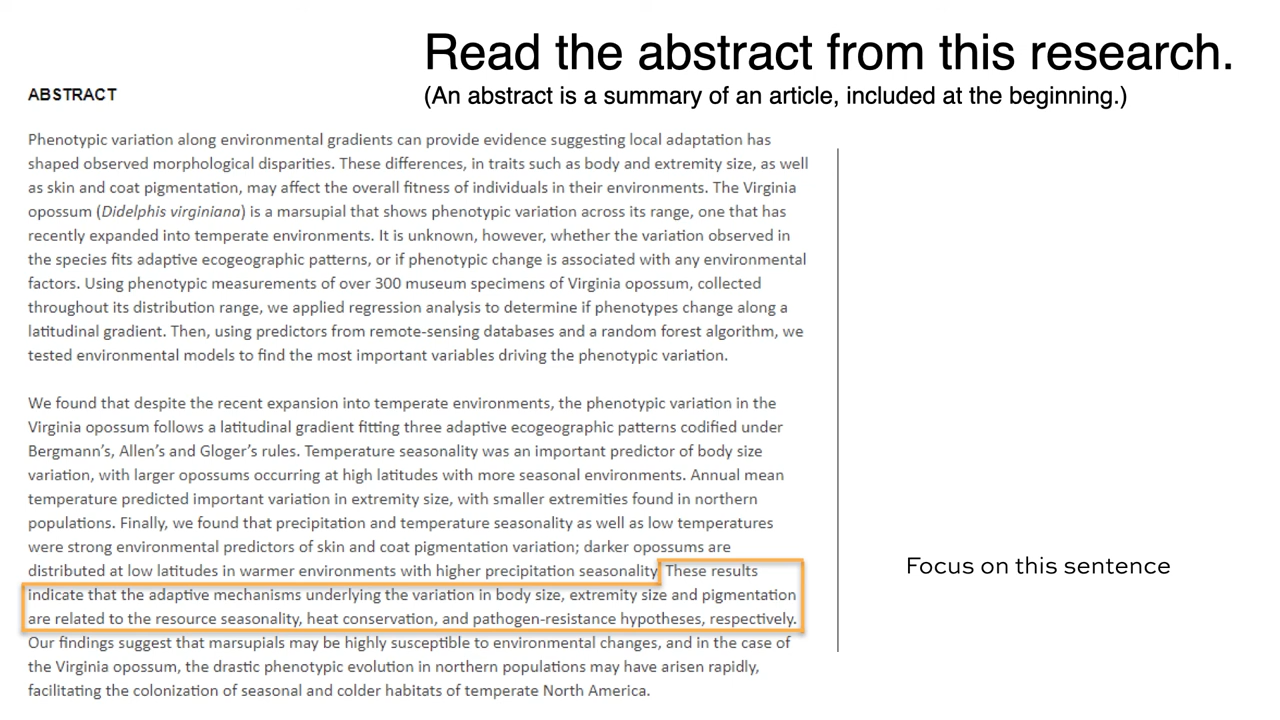 Read the abstract from this research.
(An abstract is a summary of an article, included at the beginning.)
ABSTRACT
Phenotypic variation along environmental gradients can provide evidence suggesting local adaptation has
shaped observed morphological disparities. These differences, in traits such as body and extremity size, as well
as skin and coat pigmentation, may affect the overall fitness of individuals in their environments. The Virginia
opossum (Didelphis virginiana) is a marsupial that shows phenotypic variation across its range, one that has
recently expanded into temperate environments. It is unknown, however, whether the variation observed in
the species fits adaptive ecogeographic patterns, or if phenotypic change is associated with any environmental
factors. Using phenotypic measurements of over 300 museum specimens of Virginia opossum, collected
throughout its distribution range, we applied regression analysis to determine if phenotypes change along a
latitudinal gradient. Then, using predictors from remote-sensing databases and a random forest algorithm, we
tested environmental models to find the most important variables driving the phenotypic variation.
We found that despite the recent expansion into temperate environments, the phenotypic variation in the
Virginia opossum follows a latitudinal gradient fitting three adaptive ecogeographic patterns codified under
Bergmann's, Allen's and Gloger's rules. Temperature seasonality was an important predictor of body size
variation, with larger opossums occurring at high latitudes with more seasonal environments. Annual mean
temperature predicted important variation in extremity size, with smaller extremities found in northern
populations. Finally, we found that precipitation and temperature seasonality as well as low temperatures
were strong environmental predictors of skin and coat pigmentation variation; darker opossums are
distributed at low latitudes in warmer environments with higher precipitation seasonality. These results
indicate that the adaptive mechanisms underlying the variation in body size, extremity size and pigmentation
are related to the resource seasonality, heat conservation, and pathogen-resistance hypotheses, respectively.
Our findings suggest that marsupials may be highly susceptible to environmental changes, and in the case of
the Virginia opossum, the drastic phenotypic evolution in northern populations may have arisen rapidly,
facilitating the colonization of seasonal and colder habitats of temperate North America.
Focus on this sentence